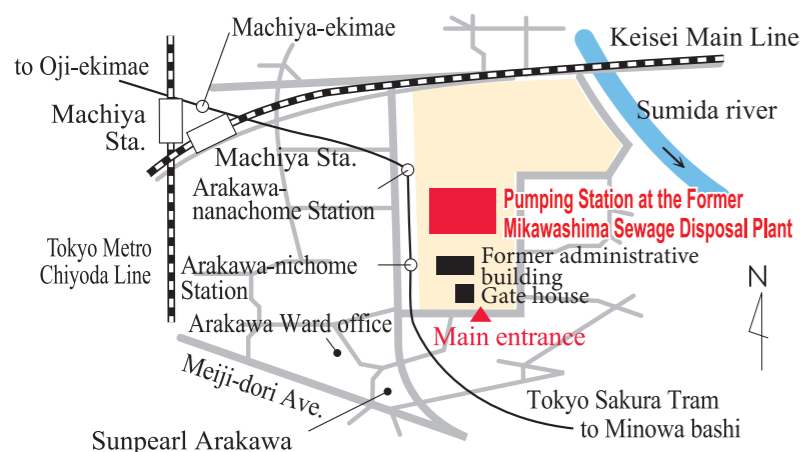 Machiya-ekimae
Keisei Main Line
to Oji-ekimae
Machiya
Sta.
Sumida river
Machiya Sta.
Arakawa-
nanachome Station
Pumping Station at the Former
Mikawashima Sewage Disposal Plant
Tokyo Metro
Chiyoda Line
Arakawa-nichome
Station
Former administrative
building
Gate house
N
Arakawa Ward office
Main entrance
Meiji-dori Ave.
Tokyo Sakura Tram
to Minowa bashi
Sunpearl Arakawa